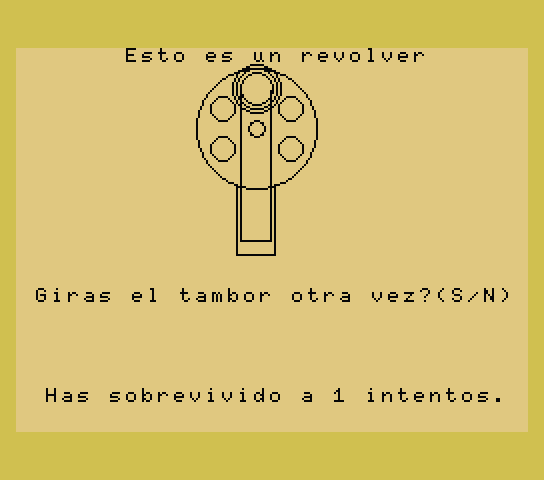 Esto es un revolver
Giras el tambor otra vez?(S/N)
Has sobrevivido a 1 intentos.